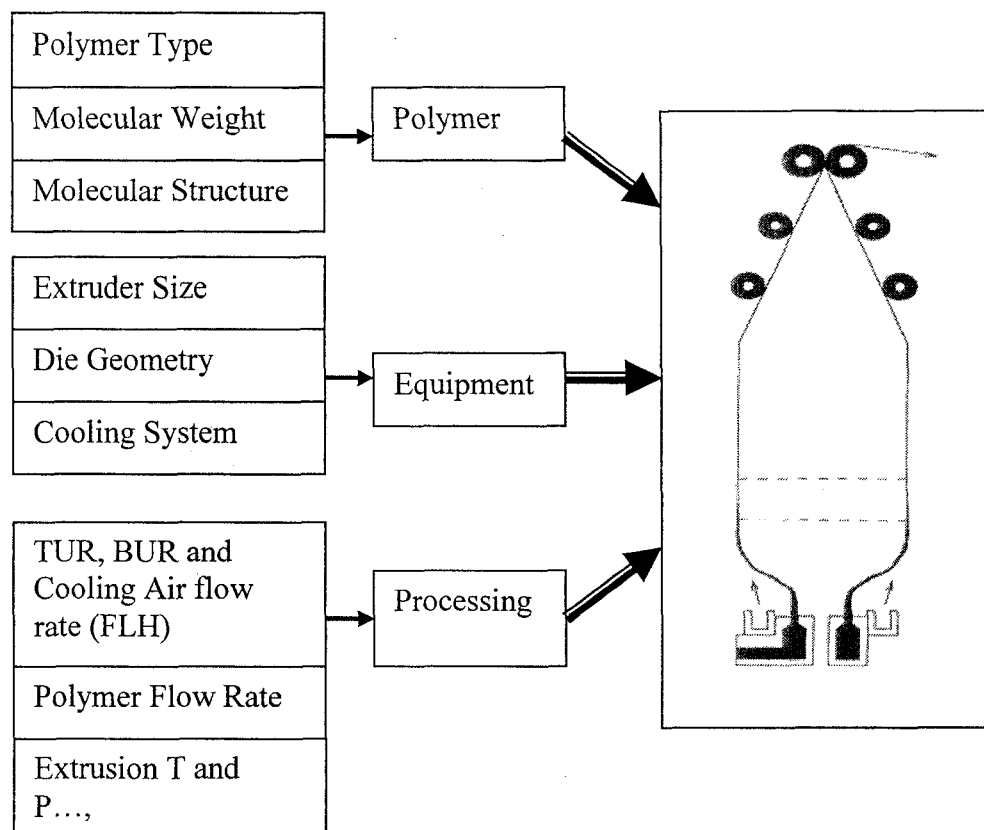 Polymer Type
Molecular Weight
Molecular Structure
Polymer
Extruder Size
Die Geometry
Cooling System
Equipment
TUR, BUR and
Cooling Air flow
rate (FLH)
Polymer Flow Rate
Extrusion T and
P...,
Processing